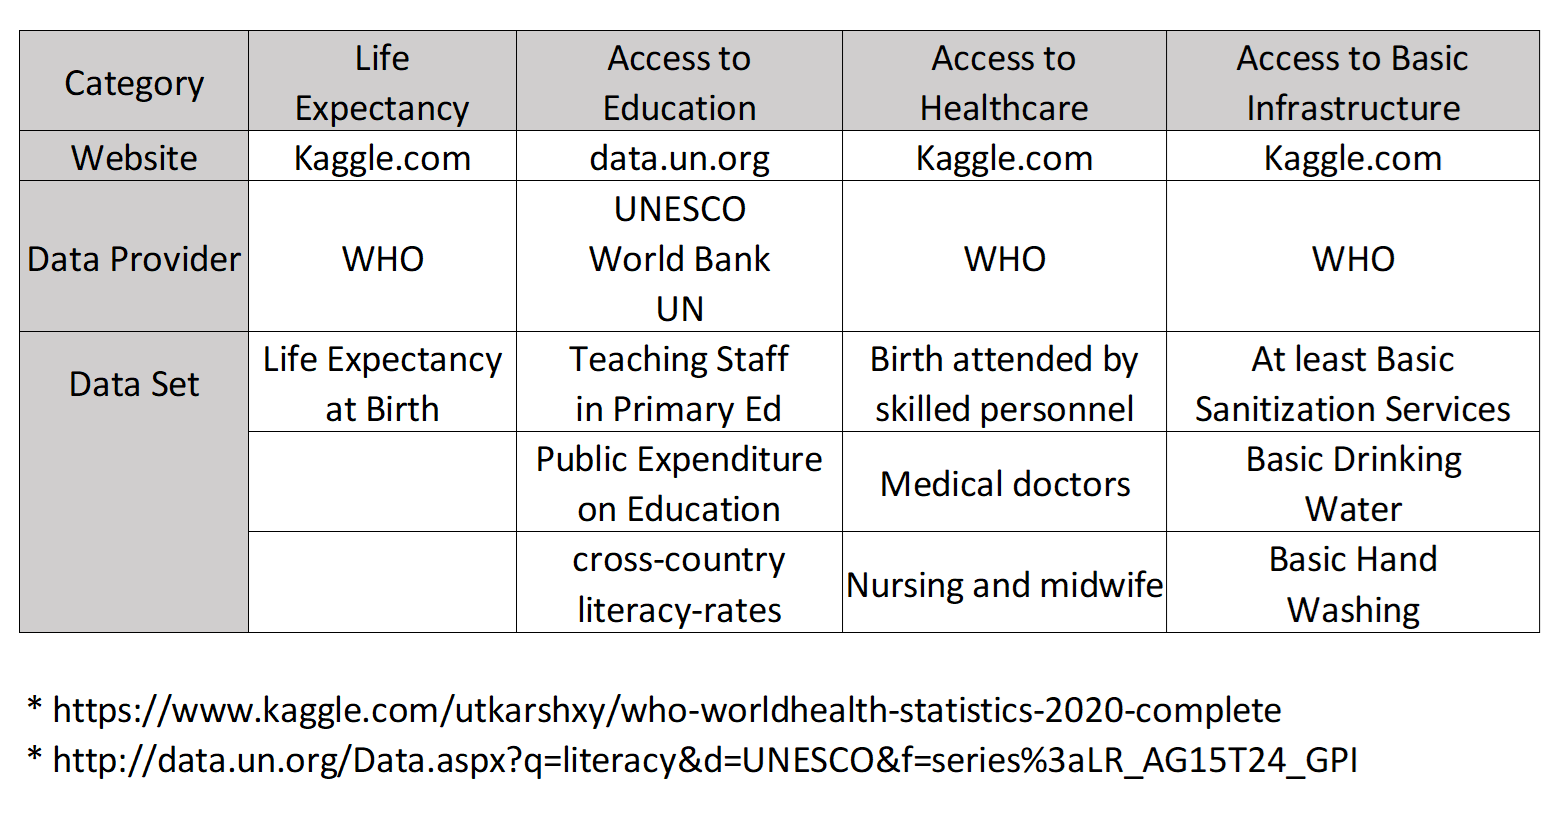 Category
Life
Expectancy
Access to
Education
Access to
Healthcare
Access to Basic
Infrastructure
Website
Kaggle.com
data.un.org
Kaggle.com
Kaggle.com
Data Provider
WHO
UNESCO
World Bank
UN
WHO
WHO
Data Set
Life Expectancy
at Birth
Teaching Staff
in Primary Ed
Birth attended by
skilled personnel
At least Basic
Sanitization Services
Public Expenditure
on Education
Medical doctors
Basic Drinking
Water
cross-country
literacy-rates
Nursing and midwife
Basic Hand
Washing
* https://www.kaggle.com/utkarshxy/who-worldhealth-statistics-2020-complete
* http://data.un.org/Data.aspx?q=literacy&d=UNESCO&f=series%3aLR_AG15T24_GPI